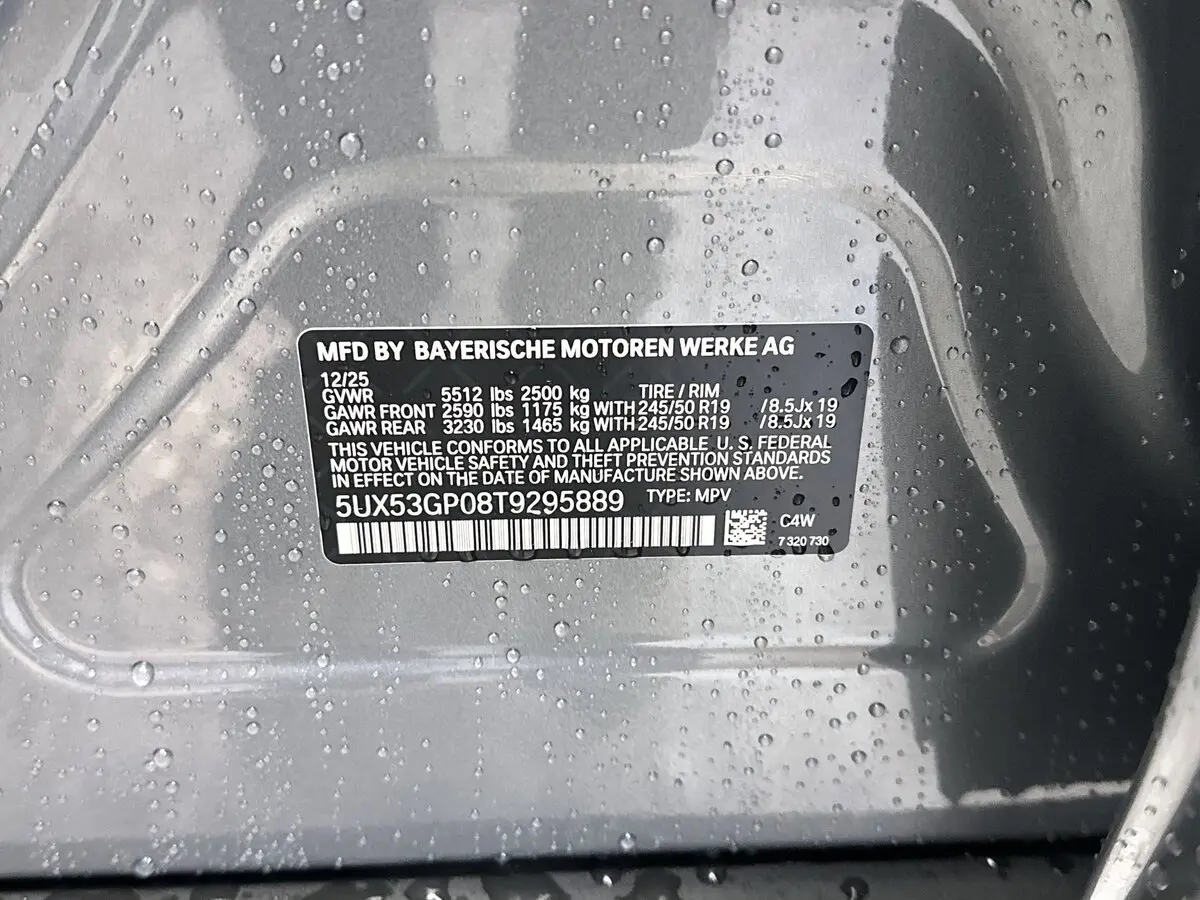 MFD BY BAYERISCHE MOTOREN WERKE AG
12/25
GVWR 5512 lbs 2500 kg TIRE / RIM
GAWR FRONT 2590 lbs 1175 kg WITH 245/50 R19 /8.5Jx 19
GAWR REAR 3230 lbs 1465 kg WITH 245/50 R19 /8.5Jx 19
THIS VEHICLE CONFORMS TO ALL APPLICABLE U. S. FEDERAL
MOTOR VEHICLE SAFETY AND THEFT PREVENTION STANDARDS
IN EFFECT ON THE DATE OF MANUFACTURE SHOWN ABOVE.
5UX53GP08T9295889 TYPE: MPV
C4W
7 320 730